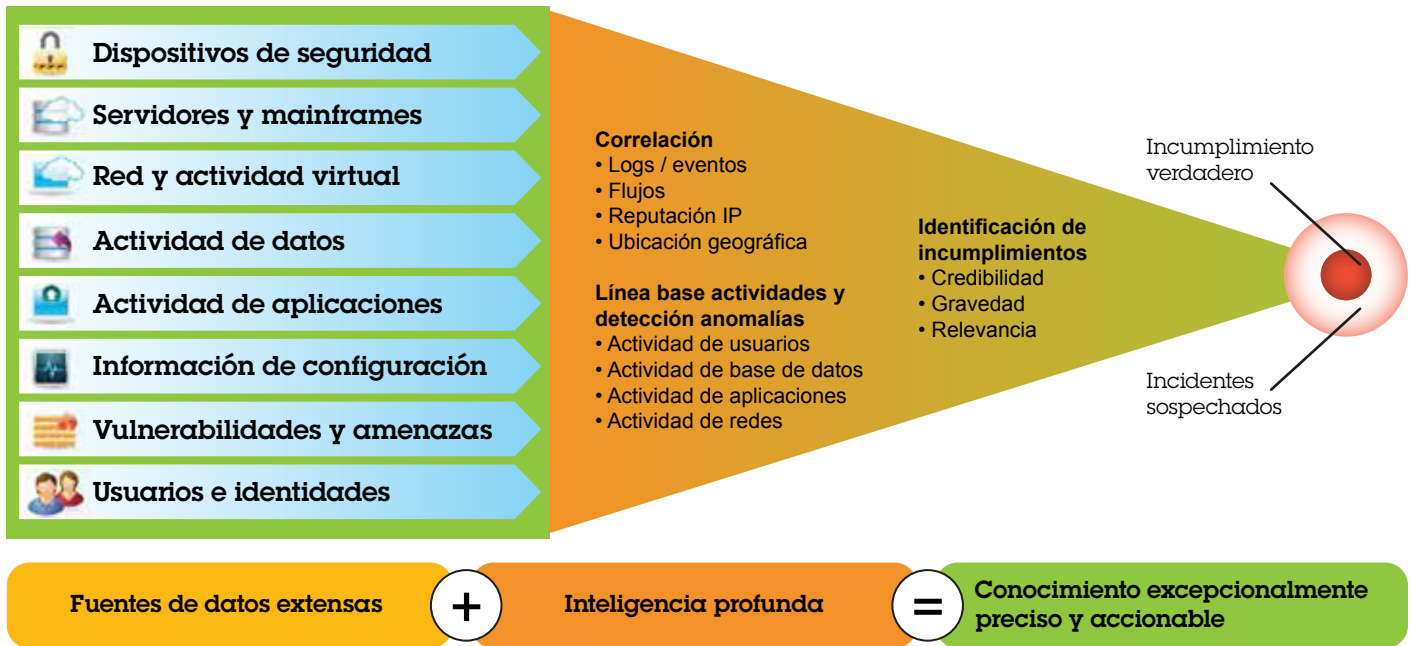 Dispositivos de seguridad
Servidores y mainframes
Red y actividad virtual
Actividad de datos
Actividad de aplicaciones
Información de configuración
Vulnerabilidades y amenazas
Usuarios e identidades
Correlación
• Logs / eventos
• Flujos
• Reputación IP
• Ubicación geográfica
Línea base actividades y
detección anomalías
• Actividad de usuarios
• Actividad de base de datos
• Actividad de aplicaciones
• Actividad de redes
Identificación de
incumplimientos
• Credibilidad
• Gravedad
• Relevancia
Incumplimiento
verdadero
Incidentes
sospechados
Fuentes de datos extensas
+
Inteligencia profunda
=
Conocimiento excepcionalmente
preciso y accionable